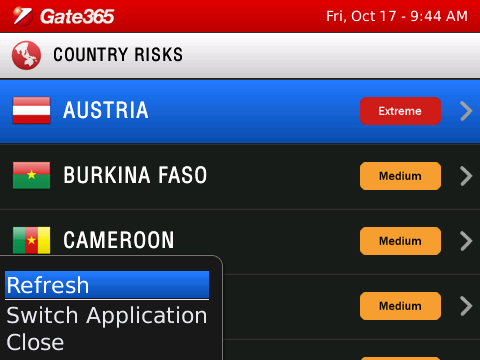 Gate365 Fri, Oct 17 - 9:44 AM
COUNTRY RISKS
AUSTRIA Extreme
BURKINA FASO Medium
CAMEROON Medium
Refresh
Medium
Switch Application
Close